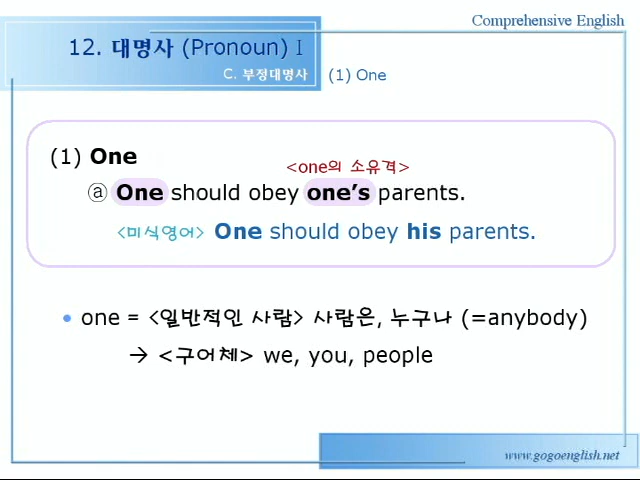 Comprehensive English
12. 대명사 (Pronoun) Ⅰ
C. 부정대명사
(1) One
(1) One
<one의 소유격>
ⓐ One should obey one's parents.
<미식영어> One should obey his parents.
• one = <일반적인 사람> 사람은, 누구나 (=anybody)
→ <구어체> we, you, people
www.gogoenglish.net